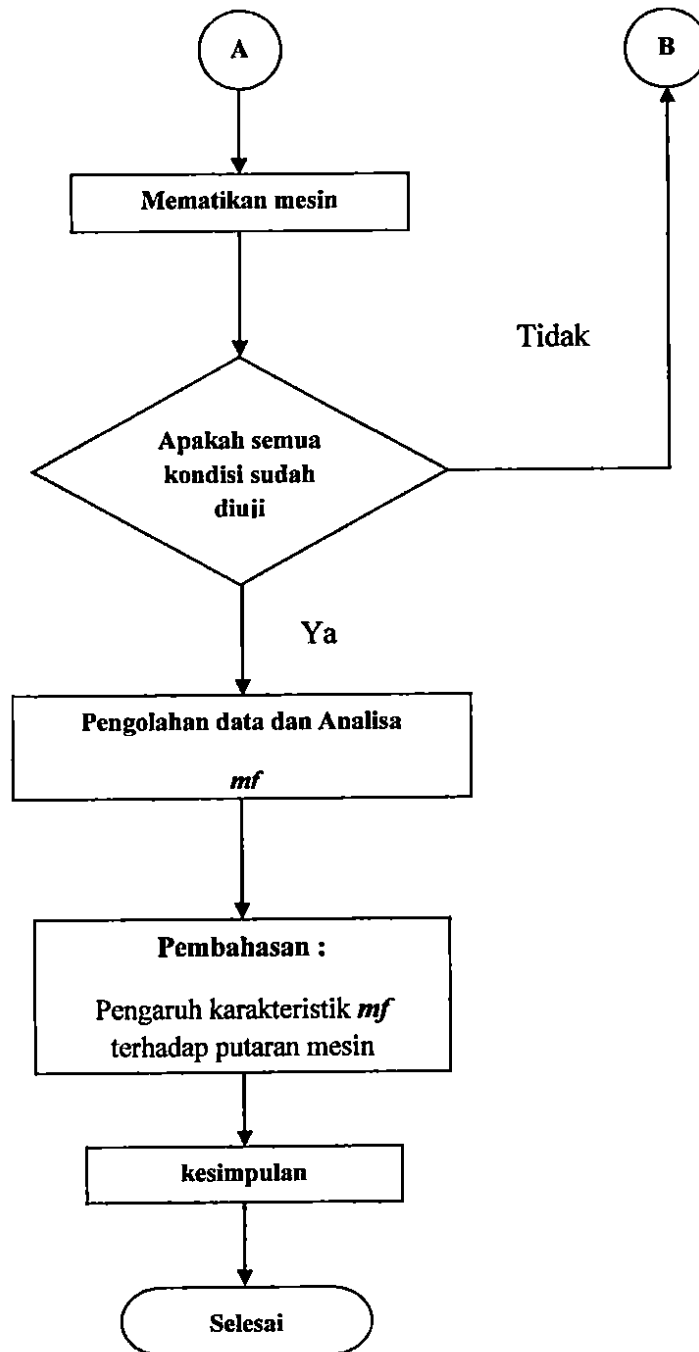 A
B
Mematikan mesin
Tidak
Apakah semua
kondisi sudah
diuji
Ya
Pengolahan data dan Analisa
mf
Pembahasan :
Pengaruh karakteristik mf
terhadap putaran mesin
kesimpulan
Selesai